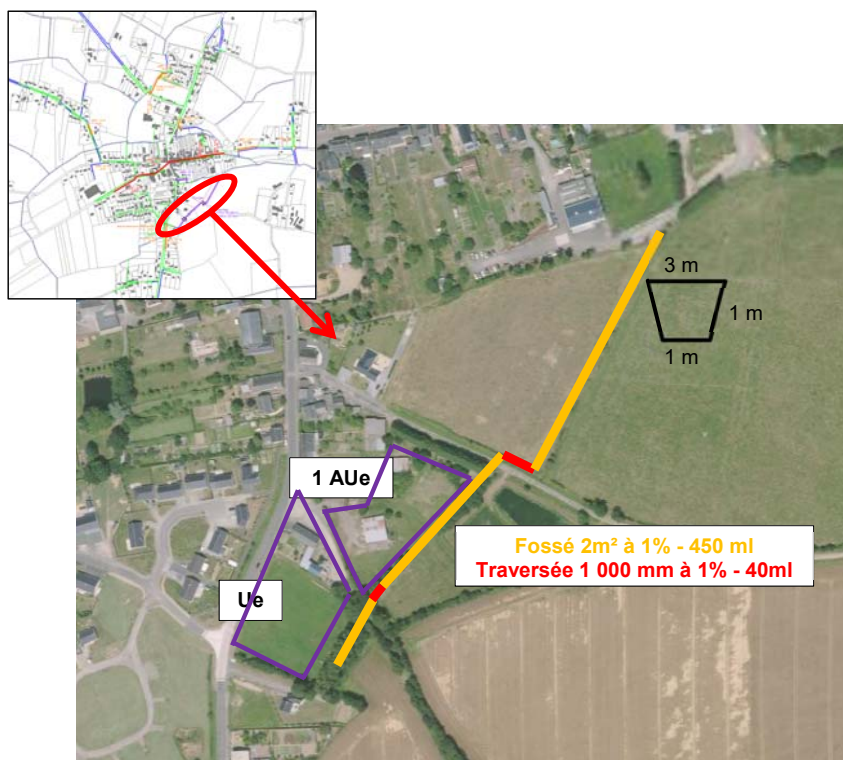 3 m
1 m
1 m
1 AUe
Ue
Fossé 2m² à 1% - 450 ml
Traversée 1 000 mm à 1% - 40ml